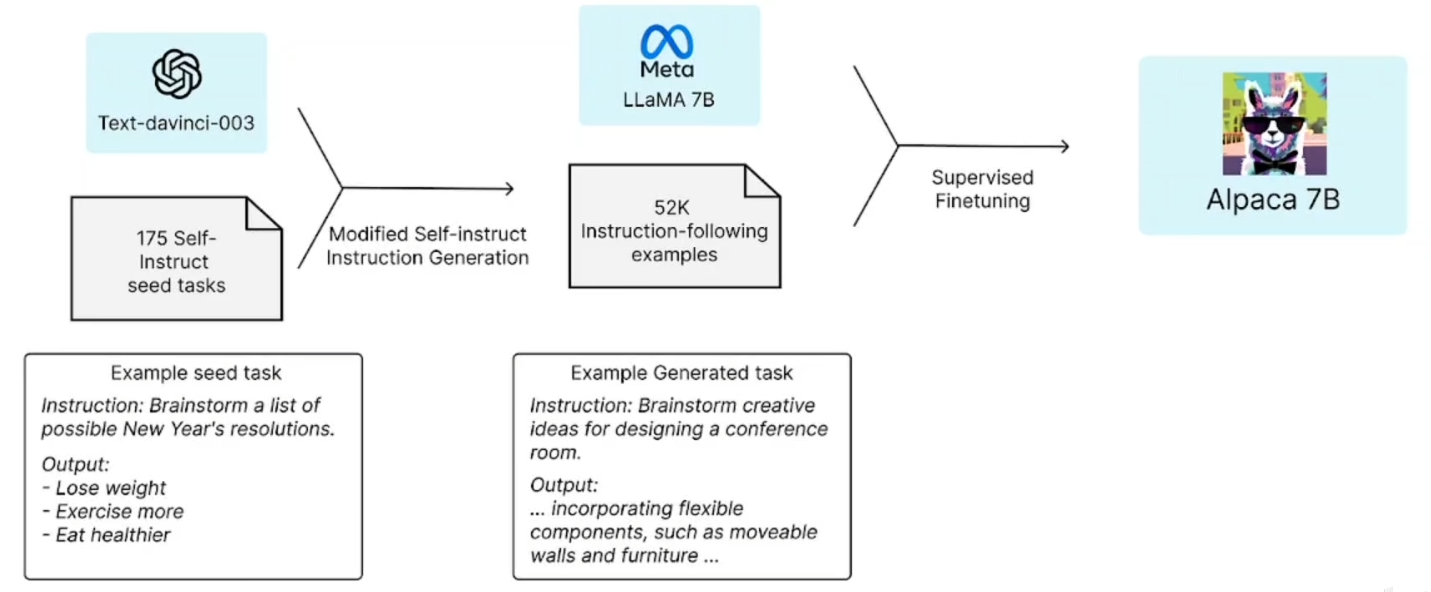 Text-davinci-003
175 Self-
Instruct
seed tasks
Modified Self-instruct
Instruction Generation
Meta
LLaMA 7B
52K
Instruction-following
examples
Supervised
Finetuning
Alpaca 7B
Example seed task
Instruction: Brainstorm a list of
possible New Year's resolutions.
Output:
- Lose weight
- Exercise more
- Eat healthier
Example Generated task
Instruction: Brainstorm creative
ideas for designing a conference
room.
Output:
... incorporating flexible
components, such as moveable
walls and furniture ...